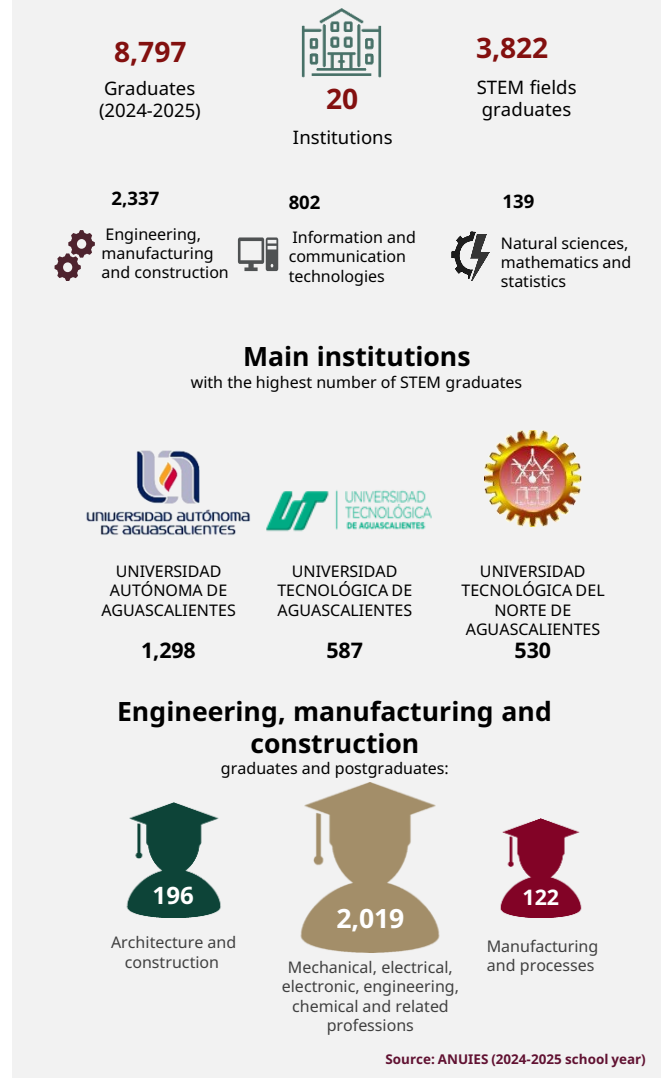 8,797
Graduates
(2024-2025)
20
Institutions
3,822
STEM fields
graduates
2,337
Engineering,
manufacturing
and construction
802
Information and
communication
technologies
139
Natural sciences,
mathematics and
statistics
Main institutions
with the highest number of STEM graduates
UNIVERSIDAD AUTÓNOMA
DE AGUASCALIENTES
UT
UNIVERSIDAD
TECNOLÓGICA
DE AGUASCALIENTES
UNIVERSIDAD
AUTÓNOMA DE
AGUASCALIENTES
1,298
UNIVERSIDAD
TECNOLÓGICA DE
AGUASCALIENTES
587
UNIVERSIDAD
TECNOLÓGICA DEL
NORTE DE
AGUASCALIENTES
530
Engineering, manufacturing and
construction
graduates and postgraduates:
196
Architecture and
construction
2,019
Mechanical, electrical,
electronic, engineering,
chemical and related
professions
122
Manufacturing
and processes
Source: ANUIES (2024-2025 school year)